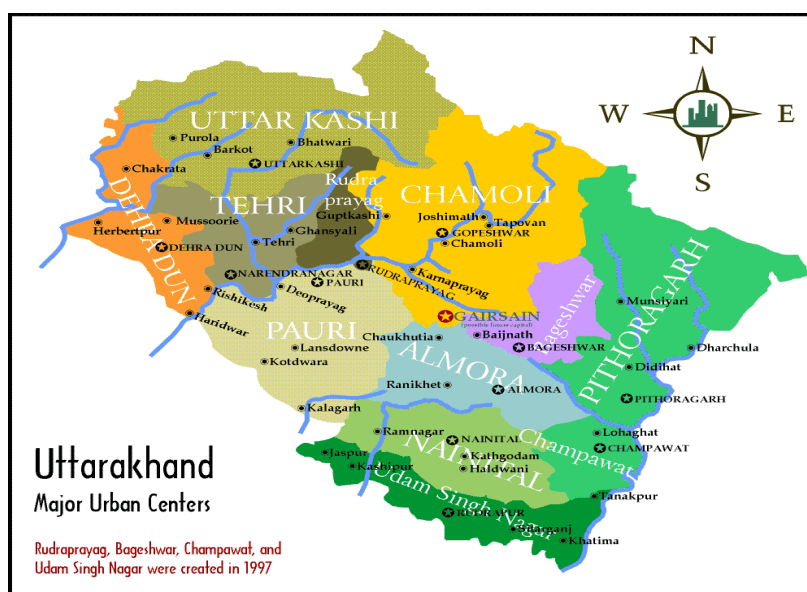 N
W
E
S
UTTAR KASHI
Purola
Barkot
Bhatwari
UTTARKASHI
Chakrata
DEHRADUN
TEHRI
Rudra
prayag
CHAMOLI
Guptkashi
Joshimath
Tapovan
GOPESHWAR
Chamoli
Mussoorie
Herbertpur
Ghansyali
Tehri
DEHRA DUN
NARENDRANAGAR
RUDRAPRAYAG
Karnaprayag
PAURI
Deoprayag
Rishikesh
Haridwar
PAURI
GAIRSAIN
(possible future capital)
Bageshwar
PITHORAGARH
Munsiyari
Chaukhutia
Baijnath
BAGESHWAR
Dharchula
Lansdowne
Kotdwara
ALMORA
Didihat
Ranikhet
ALMORA
PITHORAGARH
Kalagarh
Ramnagar
NAINITAL
NAINITAL
Champawat
Lohaghat
CHAMPAWAT
Jaspur
Kashipur
Kathgodam
Haldwani
Udam Singh Nagar
Tanakpur
RUDRAPUR
Khatima
Uttarakhand
Major Urban Centers
Rudraprayag, Bageshwar, Champawat, and
Udam Singh Nagar were created in 1997